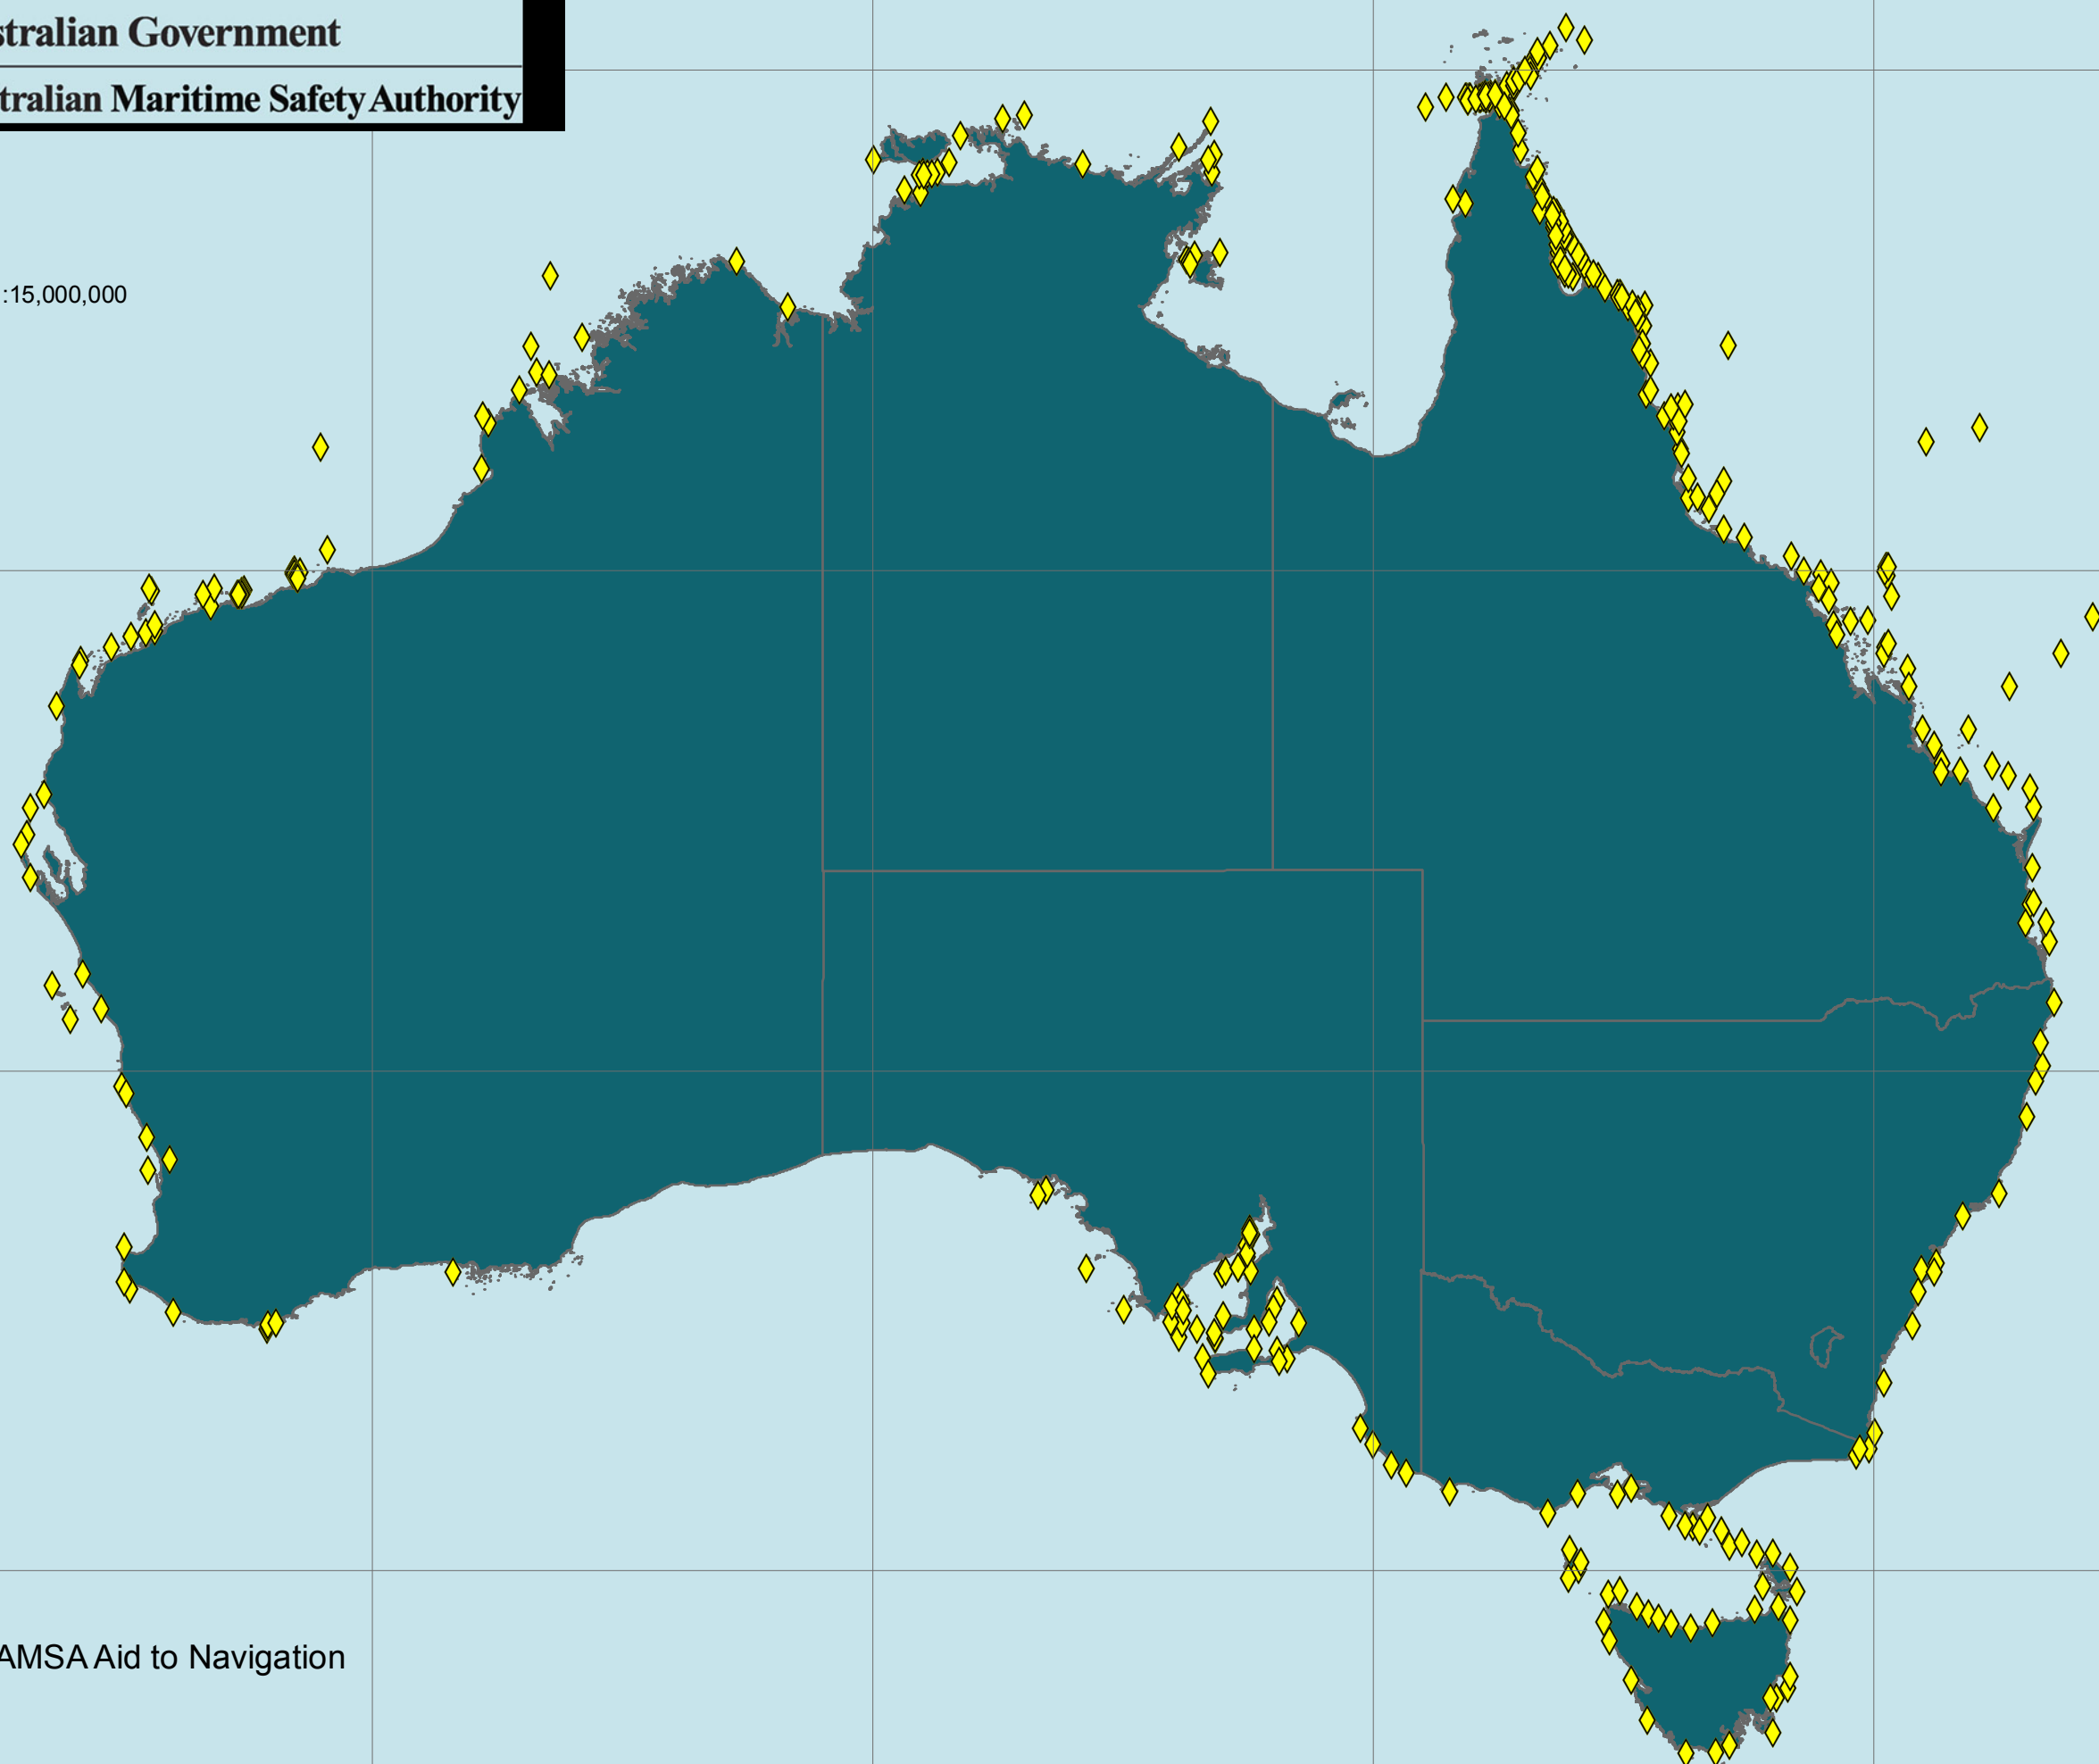 stralian Government
tralian Maritime Safety Authority
:15,000,000
AMSA Aid to Navigation